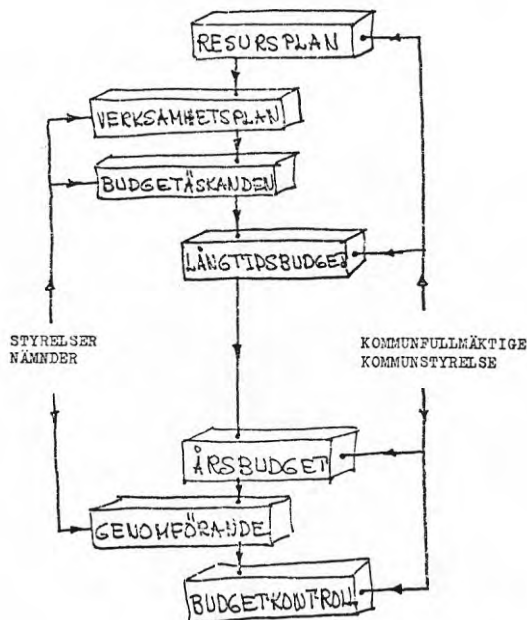 RESURSPLAN
VERKSAMHETSPLAN
BUDGETÄSKANDEN
LÅNGTIDSBUDGET
STYRELSER
NÄMNDER
KOMMUNFULLMÄKTIGE
KOMMUNSTYRELSE
ÅRSBUDGET
GENOMFÖRANDE
BUDGETKONTROLL